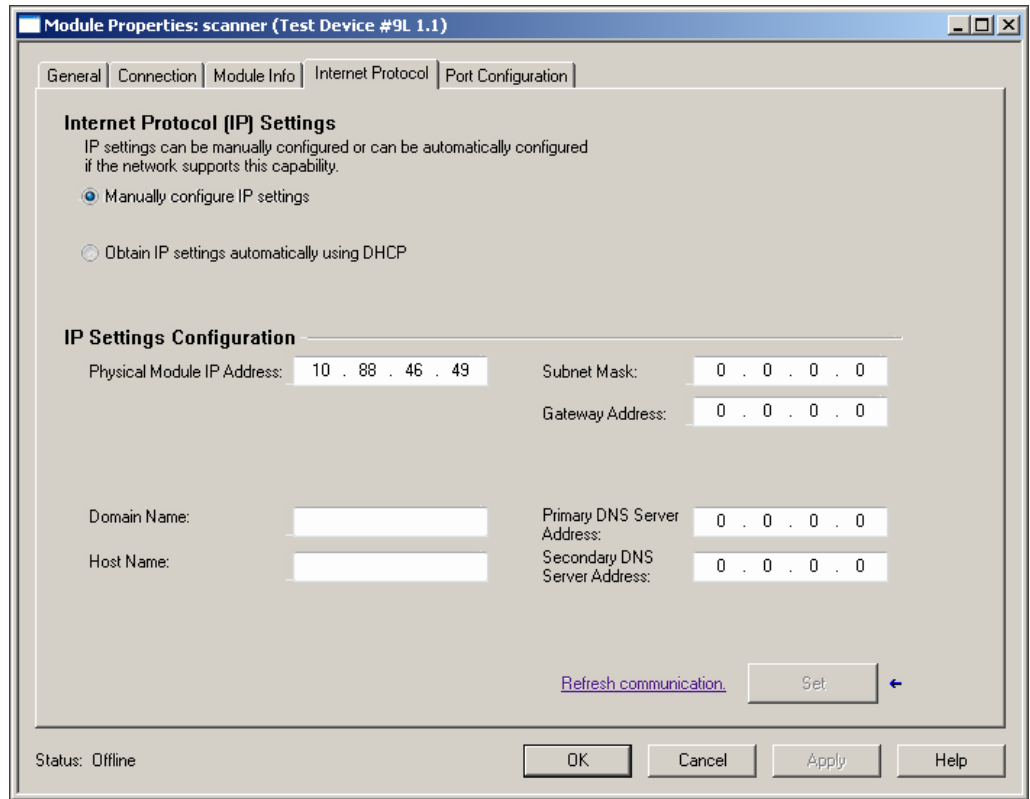 Module Properties: scanner (Test Device #9L 1.1)
General Connection Module Info Internet Protocol Port Configuration
Internet Protocol (IP) Settings
IP settings can be manually configured or can be automatically configured
if the network supports this capability.
Manually configure IP settings
Obtain IP settings automatically using DHCP
IP Settings Configuration
Physical Module IP Address: 10 . 88 . 46 . 49
Subnet Mask: 0 . 0 . 0 . 0
Gateway Address: 0 . 0 . 0 . 0
Domain Name:
Host Name:
Primary DNS Server
Address: 0 . 0 . 0 . 0
Secondary DNS
Server Address: 0 . 0 . 0 . 0
Refresh communication. Set
Status: Offline
OK Cancel Apply Help